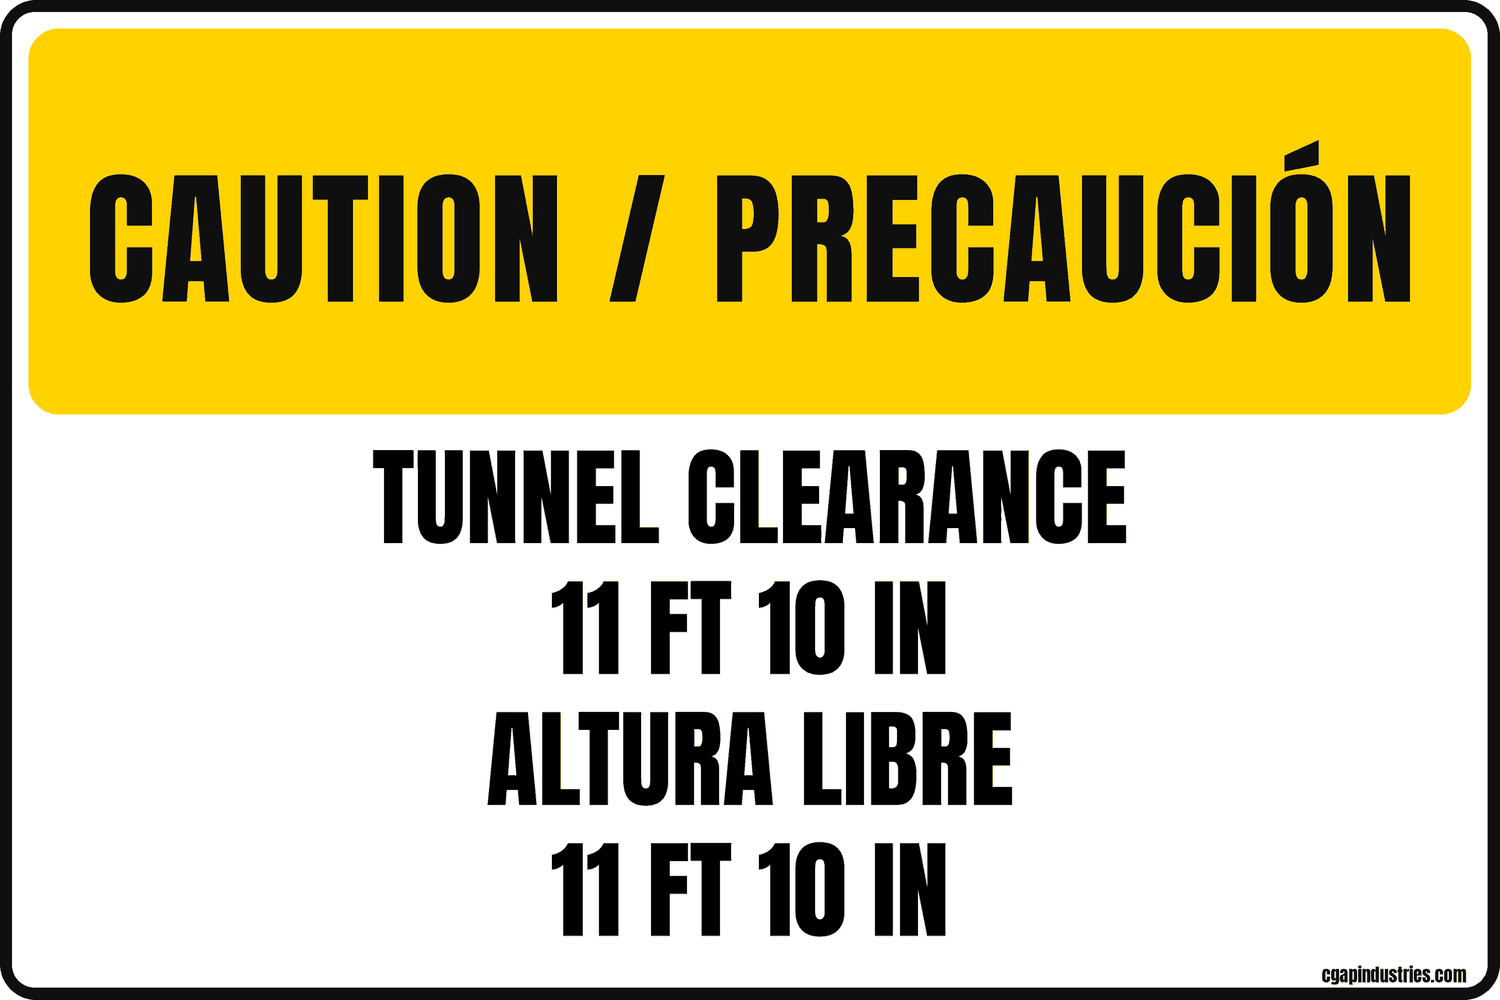 CAUTION / PRECAUCIÓN
TUNNEL CLEARANCE
11 FT 10 IN
ALTURA LIBRE
11 FT 10 IN
cgapindustries.com